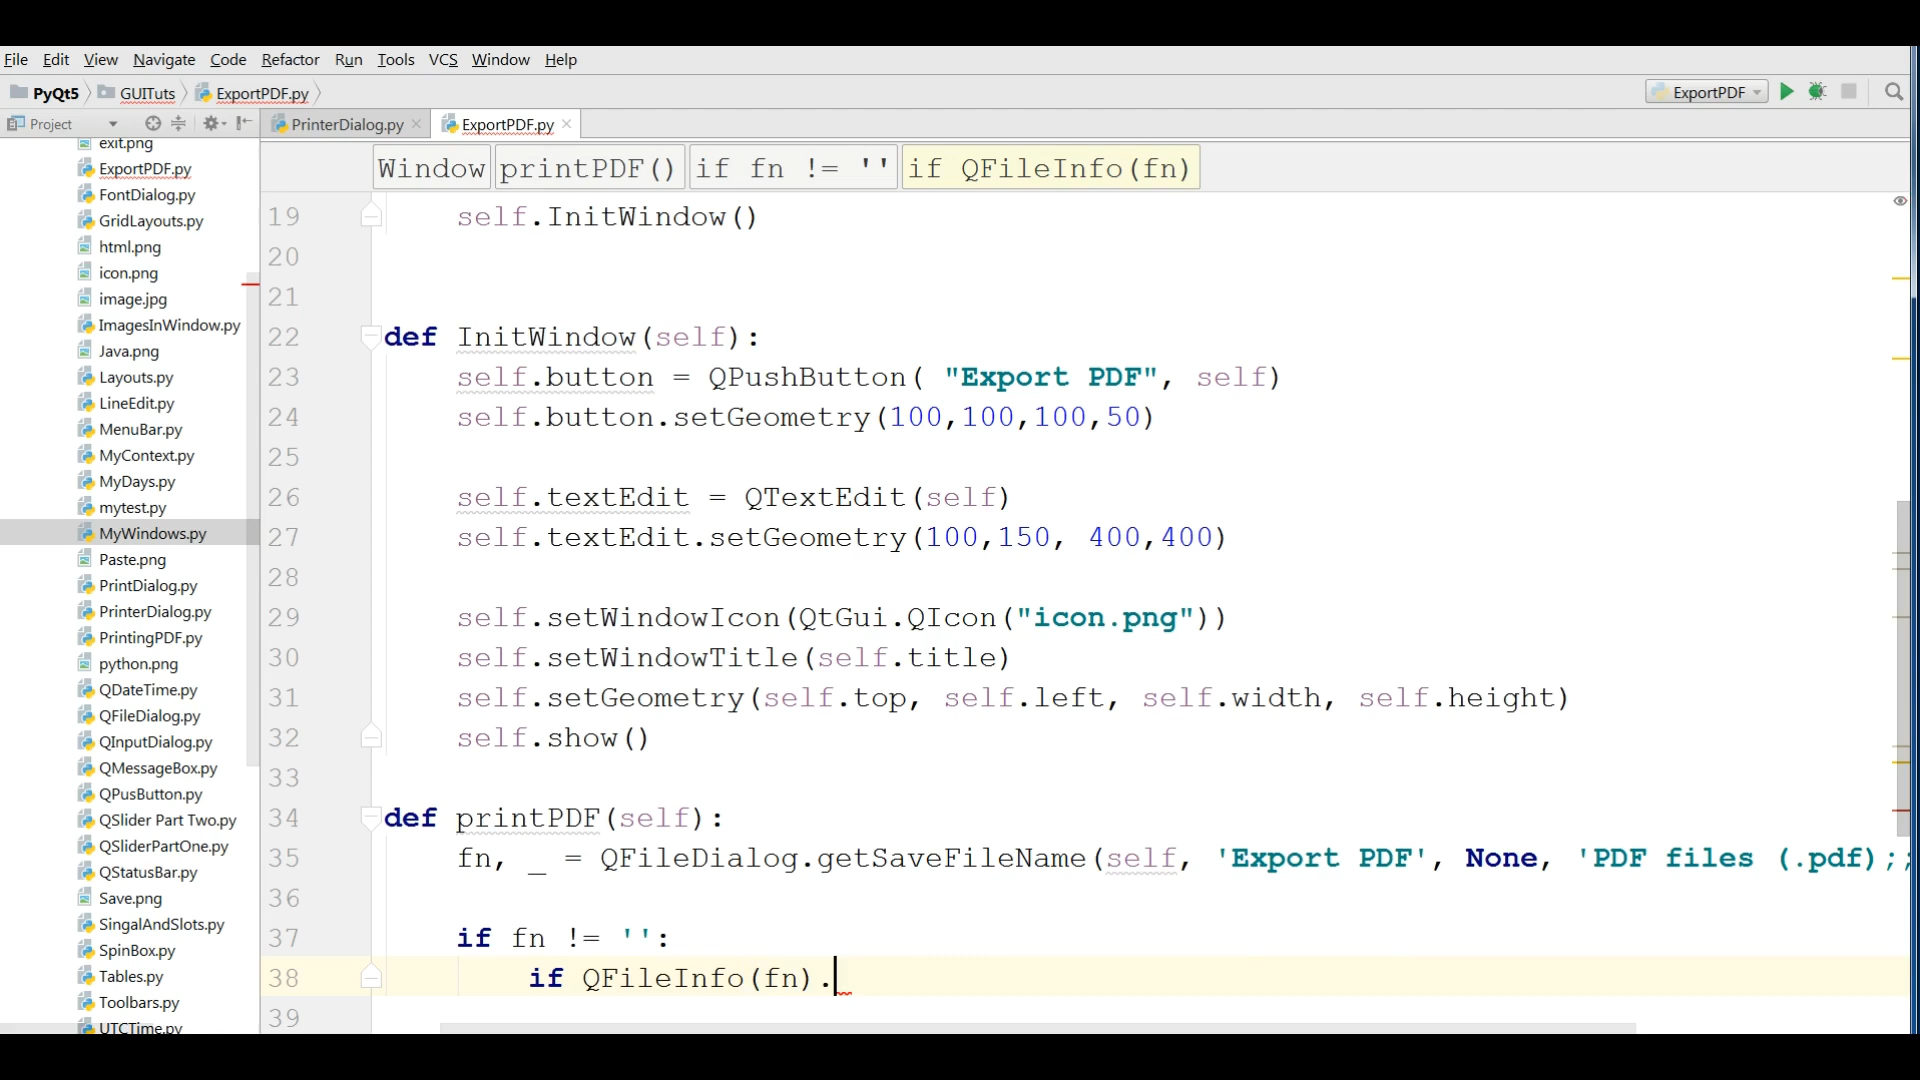 File Edit View Navigate Code Refactor Run Tools VCS Window Help
PyQt5 GUITuts ExportPDF.py ExportPDF
Project PrinterDialog.py ExportPDF.py
Window printPDF() if fn != '' if QFileInfo(fn)
exit.png
ExportPDF.py
FontDialog.py
GridLayouts.py
html.png
icon.png
image.jpg
ImagesInWindow.py
Java.png
Layouts.py
LineEdit.py
MenuBar.py
MyContext.py
MyDays.py
mytest.py
MyWindows.py
Paste.png
PrintDialog.py
PrinterDialog.py
PrintingPDF.py
python.png
QDateTime.py
QFileDialog.py
QInputDialog.py
QMessageBox.py
QPusButton.py
QSlider Part Two.py
QSliderPartOne.py
QStatusBar.py
Save.png
SingalAndSlots.py
SpinBox.py
Tables.py
Toolbars.py
UTCTime.py
19 self.InitWindow()
20
21
22 def InitWindow(self):
23 self.button = QPushButton( "Export PDF", self)
24 self.button.setGeometry(100,100,100,50)
25
26 self.textEdit = QTextEdit(self)
27 self.textEdit.setGeometry(100,150, 400,400)
28
29 self.setWindowIcon(QtGui.QIcon("icon.png"))
30 self.setWindowTitle(self.title)
31 self.setGeometry(self.top, self.left, self.width, self.height)
32 self.show()
33
34 def printPDF(self):
35 fn, _ = QFileDialog.getSaveFileName(self, 'Export PDF', None, 'PDF files (.pdf);;
36
37 if fn != '':
38 if QFileInfo(fn).
39